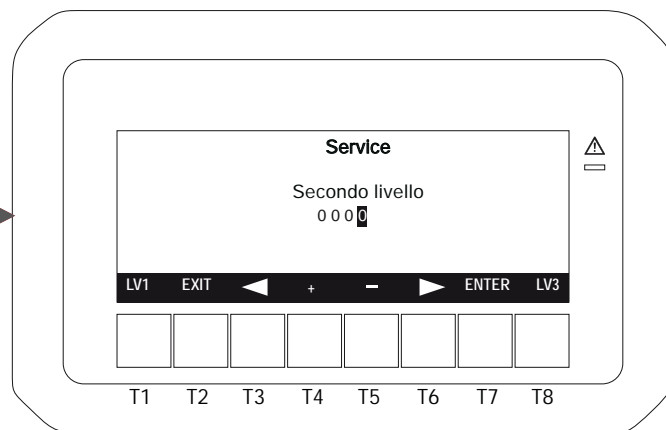 Service
Secondo livello
0000
LV1 EXIT + − ENTER LV3
T1 T2 T3 T4 T5 T6 T7 T8